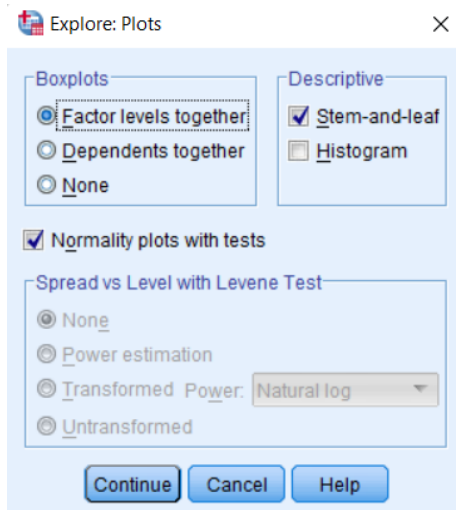 Explore: Plots
Boxplots
Factor levels together
Dependents together
None
Descriptive
Stem-and-leaf
Histogram
Normality plots with tests
Spread vs Level with Levene Test
None
Power estimation
Transformed Power: Natural log
Untransformed
Continue Cancel Help